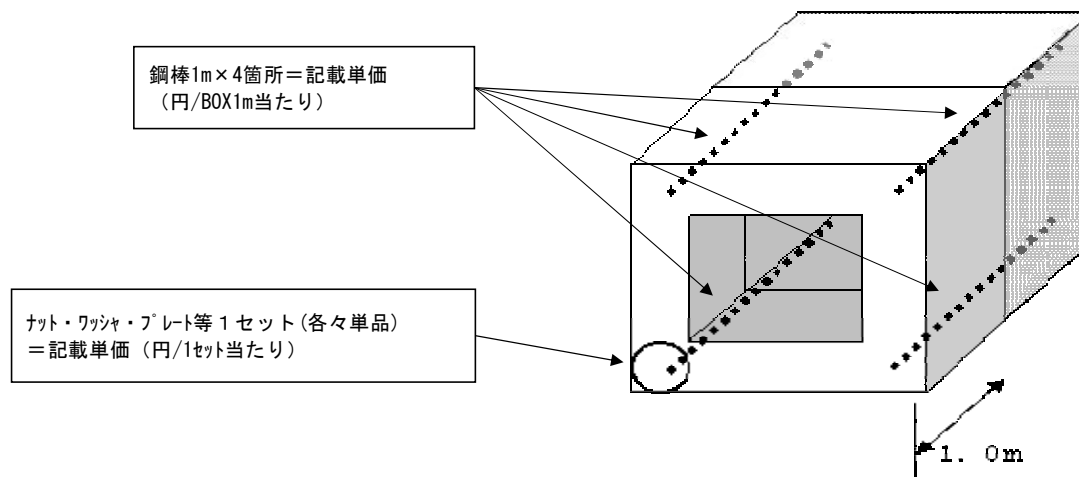 鋼棒1m×4箇所=記載単価
(円/BOX1m当たり)
ﾅｯﾄ・ﾜｯｼｬ・ﾌﾟﾚｰﾄ等１セット(各々単品)
=記載単価（円/1ｾｯﾄ当たり）
1. 0m